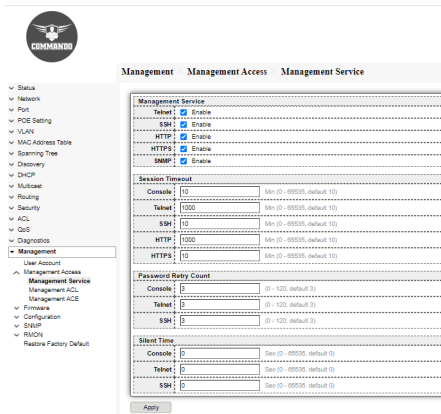 COMMANDO
Management Management Access Management Service
Status
Network
Port
POE Setting
VLAN
MAC Address Table
Spanning Tree
Discovery
DHCP
Multicast
Routing
Security
ACL
QoS
Diagnostics
Management
User Account
Management Access
Management Service
Management ACL
Management ACE
Firmware
Configuration
SNMP
RMON
Restore Factory Default
Management Service
Telnet Enable
SSH Enable
HTTP Enable
HTTPS Enable
SNMP Enable
Session Timeout
Console 10 Min (0 - 65535, default 10)
Telnet 1000 Min (0 - 65535, default 10)
SSH 10 Min (0 - 65535, default 10)
HTTP 1000 Min (0 - 65535, default 10)
HTTPS 10 Min (0 - 65535, default 10)
Password Retry Count
Console 3 (0 - 120, default 3)
Telnet 3 (0 - 120, default 3)
SSH 3 (0 - 120, default 3)
Silent Time
Console 0 Sec (0 - 65535, default 0)
Telnet 0 Sec (0 - 65535, default 0)
SSH 0 Sec (0 - 65535, default 0)
Apply